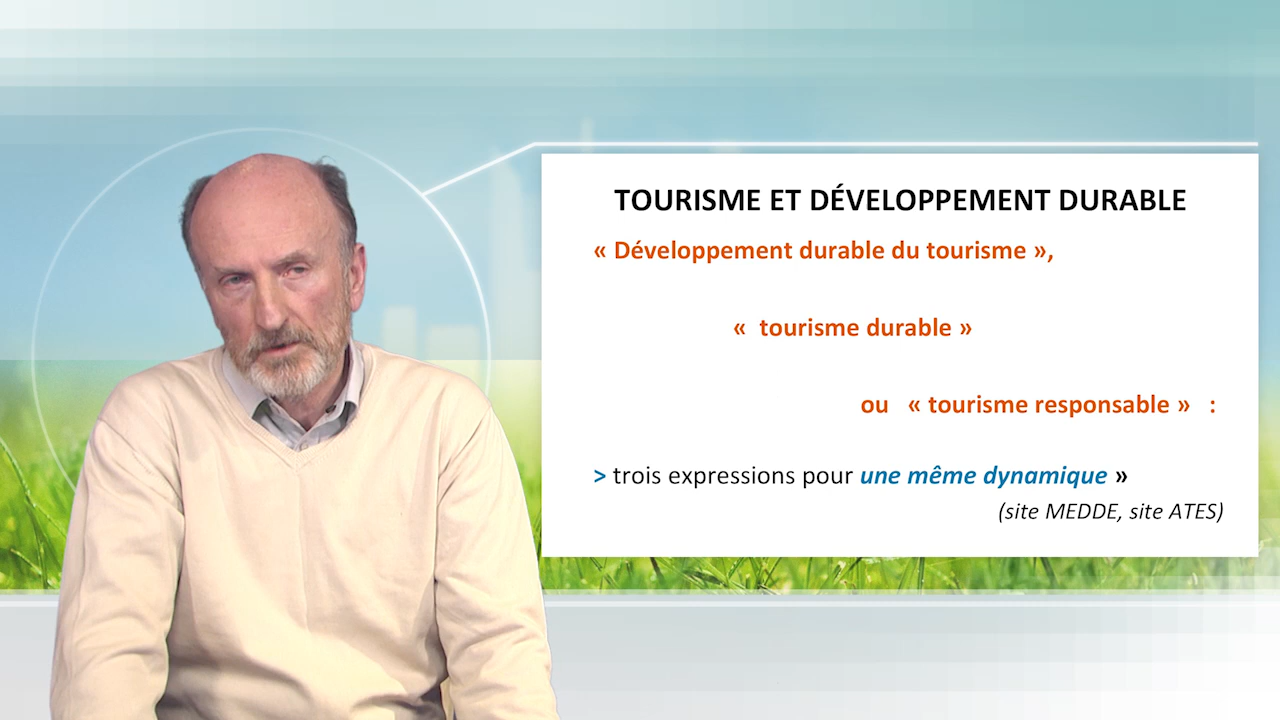 TOURISME ET DÉVELOPPEMENT DURABLE
« Développement durable du tourisme »,
« tourisme durable »
ou « tourisme responsable » :
> trois expressions pour une même dynamique »
(site MEDDE, site ATES)